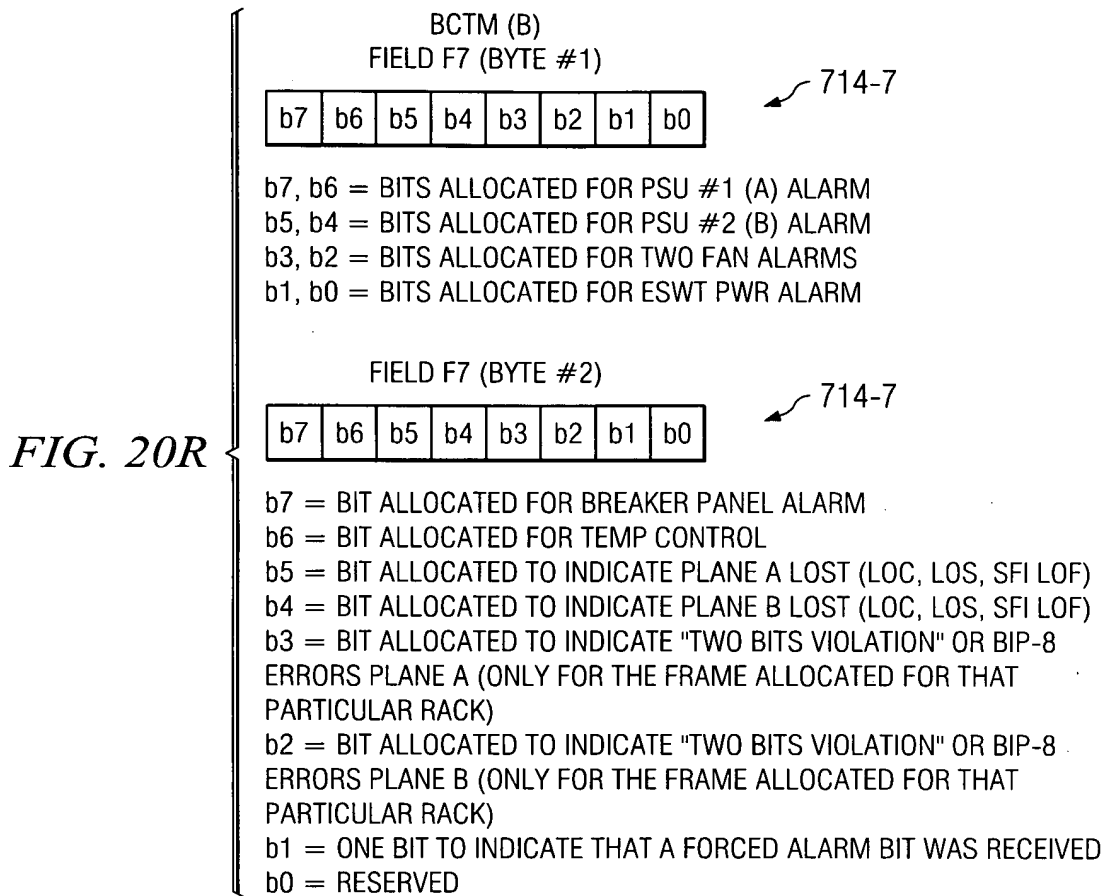 BCTM (B)
FIELD F7 (BYTE #1)
714-7
b7 b6 b5 b4 b3 b2 b1 b0
b7, b6 = BITS ALLOCATED FOR PSU #1 (A) ALARM
b5, b4 = BITS ALLOCATED FOR PSU #2 (B) ALARM
b3, b2 = BITS ALLOCATED FOR TWO FAN ALARMS
b1, b0 = BITS ALLOCATED FOR ESWT PWR ALARM
FIELD F7 (BYTE #2)
714-7
b7 b6 b5 b4 b3 b2 b1 b0
FIG. 20R
b7 = BIT ALLOCATED FOR BREAKER PANEL ALARM
b6 = BIT ALLOCATED FOR TEMP CONTROL
b5 = BIT ALLOCATED TO INDICATE PLANE A LOST (LOC, LOS, SFI LOF)
b4 = BIT ALLOCATED TO INDICATE PLANE B LOST (LOC, LOS, SFI LOF)
b3 = BIT ALLOCATED TO INDICATE "TWO BITS VIOLATION" OR BIP-8
ERRORS PLANE A (ONLY FOR THE FRAME ALLOCATED FOR THAT
PARTICULAR RACK)
b2 = BIT ALLOCATED TO INDICATE "TWO BITS VIOLATION" OR BIP-8
ERRORS PLANE B (ONLY FOR THE FRAME ALLOCATED FOR THAT
PARTICULAR RACK)
b1 = ONE BIT TO INDICATE THAT A FORCED ALARM BIT WAS RECEIVED
b0 = RESERVED